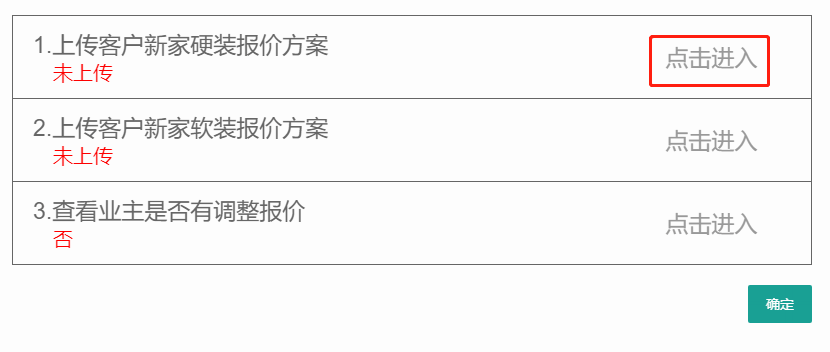 1.上传客户新家硬装报价方案
点击进入
未上传
2.上传客户新家软装报价方案
点击进入
未上传
3.查看业主是否有调整报价
点击进入
否
确定